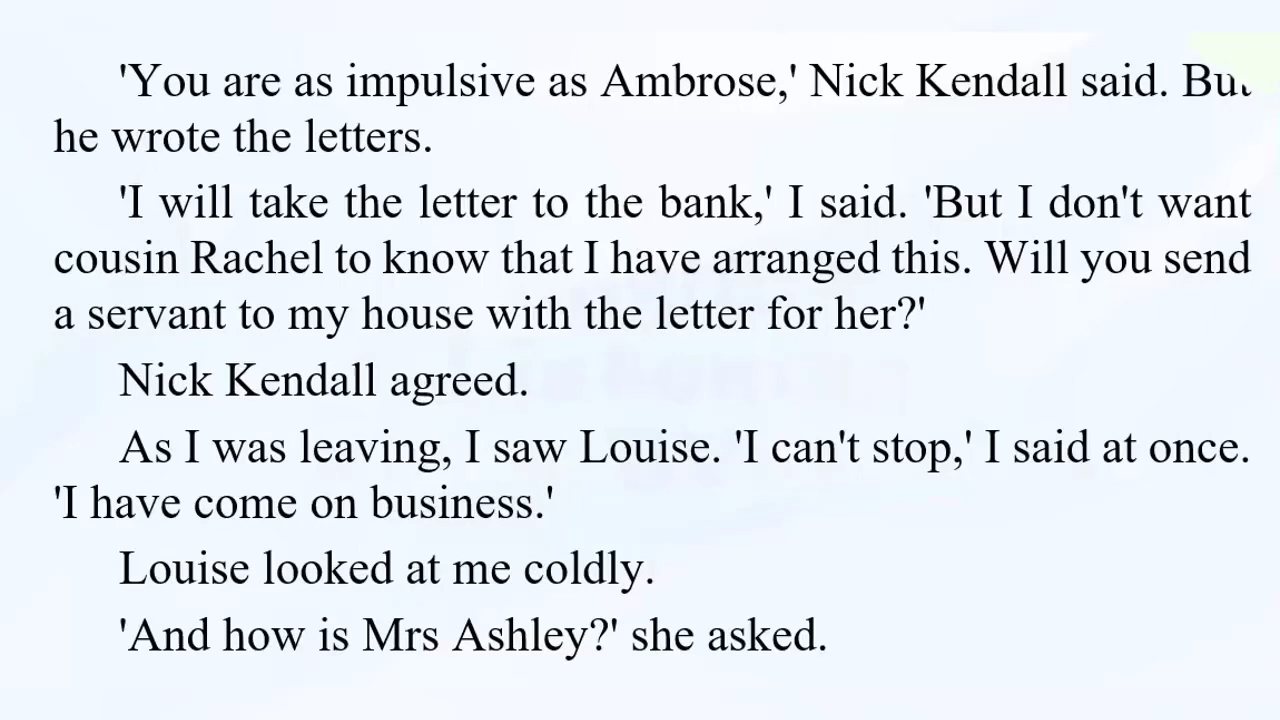 'You are as impulsive as Ambrose,' Nick Kendall said. But
he wrote the letters.
'I will take the letter to the bank,' I said. 'But I don't want
cousin Rachel to know that I have arranged this. Will you send
a servant to my house with the letter for her?'
Nick Kendall agreed.
As I was leaving, I saw Louise. 'I can't stop,' I said at once.
'I have come on business.'
Louise looked at me coldly.
'And how is Mrs Ashley?' she asked.